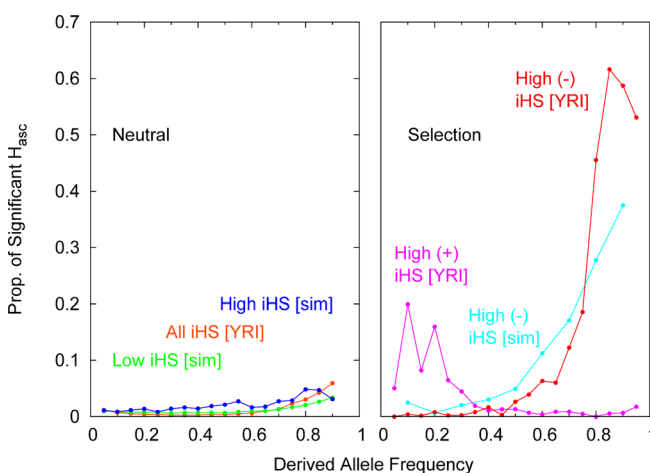 Prop. of Significant Hasc
0.7
0.6
0.5
0.4
0.3
0.2
0.1
0
Neutral
High iHS [sim]
All iHS [YRI]
Low iHS [sim]
0 0.2 0.4 0.6 0.8 1
High (-)
iHS [YRI]
Selection
High (+)
iHS [YRI]
High (-)
iHS [sim]
0 0.2 0.4 0.6 0.8
Derived Allele Frequency